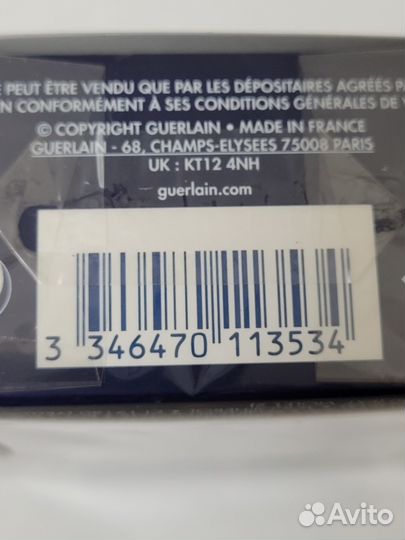 E PEUT ÊTRE VENDU QUE PAR LES DÉPOSITAIRES AGRÉÉS PA
EN CONFORMÉMENT À SES CONDITIONS GÉNÉRALES DE V
© COPYRIGHT GUERLAIN • MADE IN FRANCE
GUERLAIN - 68, CHAMPS-ELYSEES 75008 PARIS
UK : KT12 4NH
guerlain.com
3 346470 113534
Avito